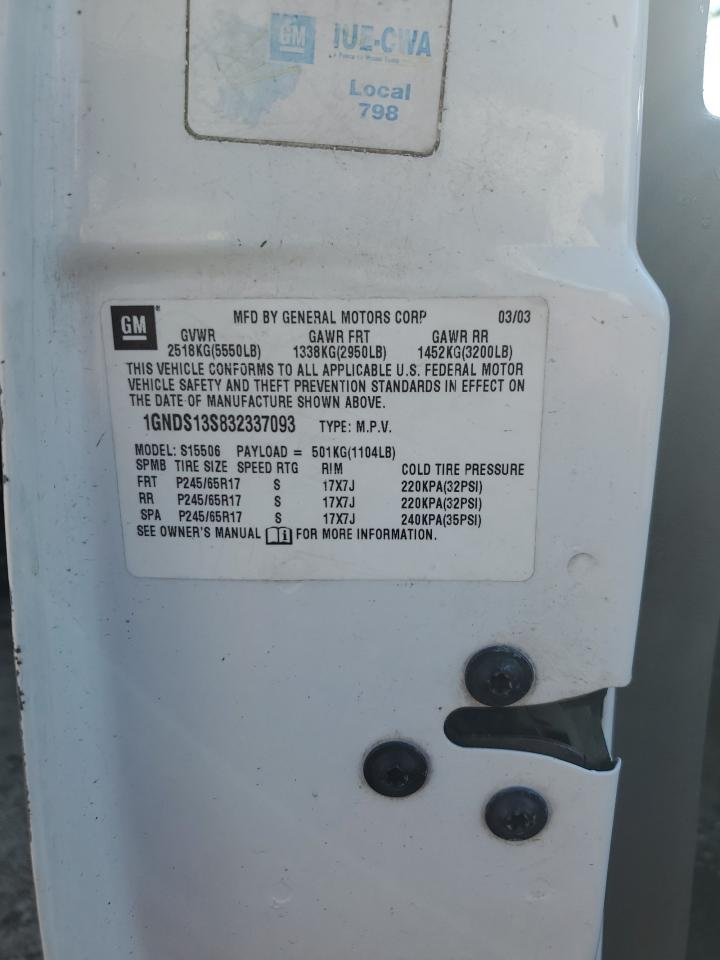 GM IUE-CWA
Local
798
GM
MFD BY GENERAL MOTORS CORP 03/03
GVWR GAWR FRT GAWR RR
2518KG(5550LB) 1338KG(2950LB) 1452KG(3200LB)
THIS VEHICLE CONFORMS TO ALL APPLICABLE U.S. FEDERAL MOTOR
VEHICLE SAFETY AND THEFT PREVENTION STANDARDS IN EFFECT ON
THE DATE OF MANUFACTURE SHOWN ABOVE.
1GNDS13S832337093 TYPE: M.P.V.
MODEL: S15506 PAYLOAD = 501KG(1104LB)
SPMB TIRE SIZE SPEED RTG RIM COLD TIRE PRESSURE
FRT P245/65R17 S 17X7J 220KPA(32PSI)
RR P245/65R17 S 17X7J 220KPA(32PSI)
SPA P245/65R17 S 17X7J 240KPA(35PSI)
SEE OWNER'S MANUAL FOR MORE INFORMATION.